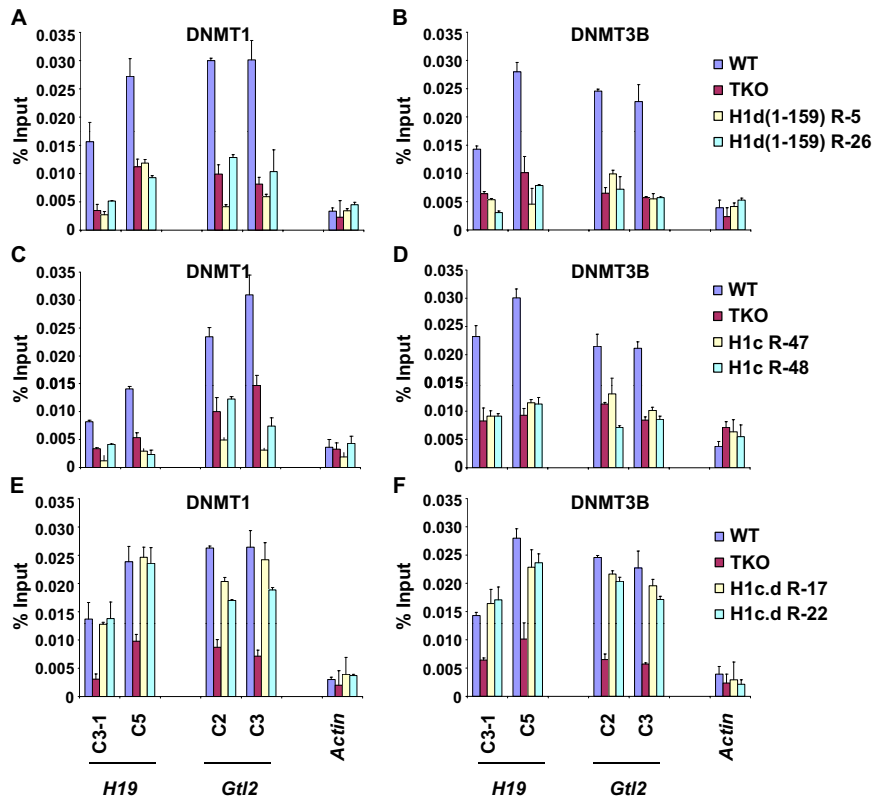 A
DNMT1
% Input
0.035
0.030
0.025
0.020
0.015
0.010
0.005
0
B
DNMT3B
% Input
0.035
0.030
0.025
0.020
0.015
0.010
0.005
0
WT
TKO
H1d(1-159) R-5
H1d(1-159) R-26
C
DNMT1
% Input
0.035
0.030
0.025
0.020
0.015
0.010
0.005
0
D
DNMT3B
% Input
0.035
0.030
0.025
0.020
0.015
0.010
0.005
0
WT
TKO
H1c R-47
H1c R-48
E
DNMT1
% Input
0.035
0.030
0.025
0.020
0.015
0.010
0.005
0
F
DNMT3B
% Input
0.035
0.030
0.025
0.020
0.015
0.010
0.005
0
WT
TKO
H1c.d R-17
H1c.d R-22
C3-1
C5
C2
C3
Actin
H19
Gtl2
C3-1
C5
C2
C3
Actin
H19
Gtl2